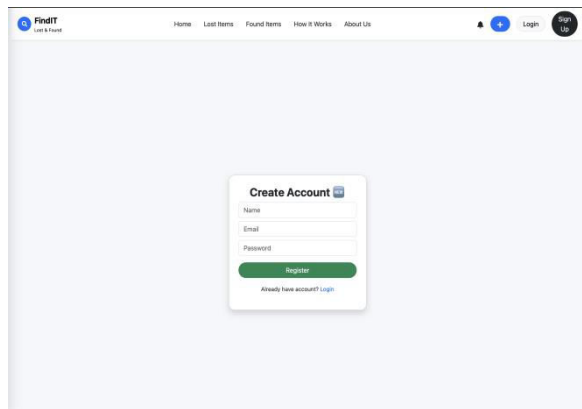 FindIT
Lost & Found
Home Lost Items Found Items How It Works About Us
+ Login Sign Up
Create Account 🆕
Name
Email
Password
Register
Already have account? Login